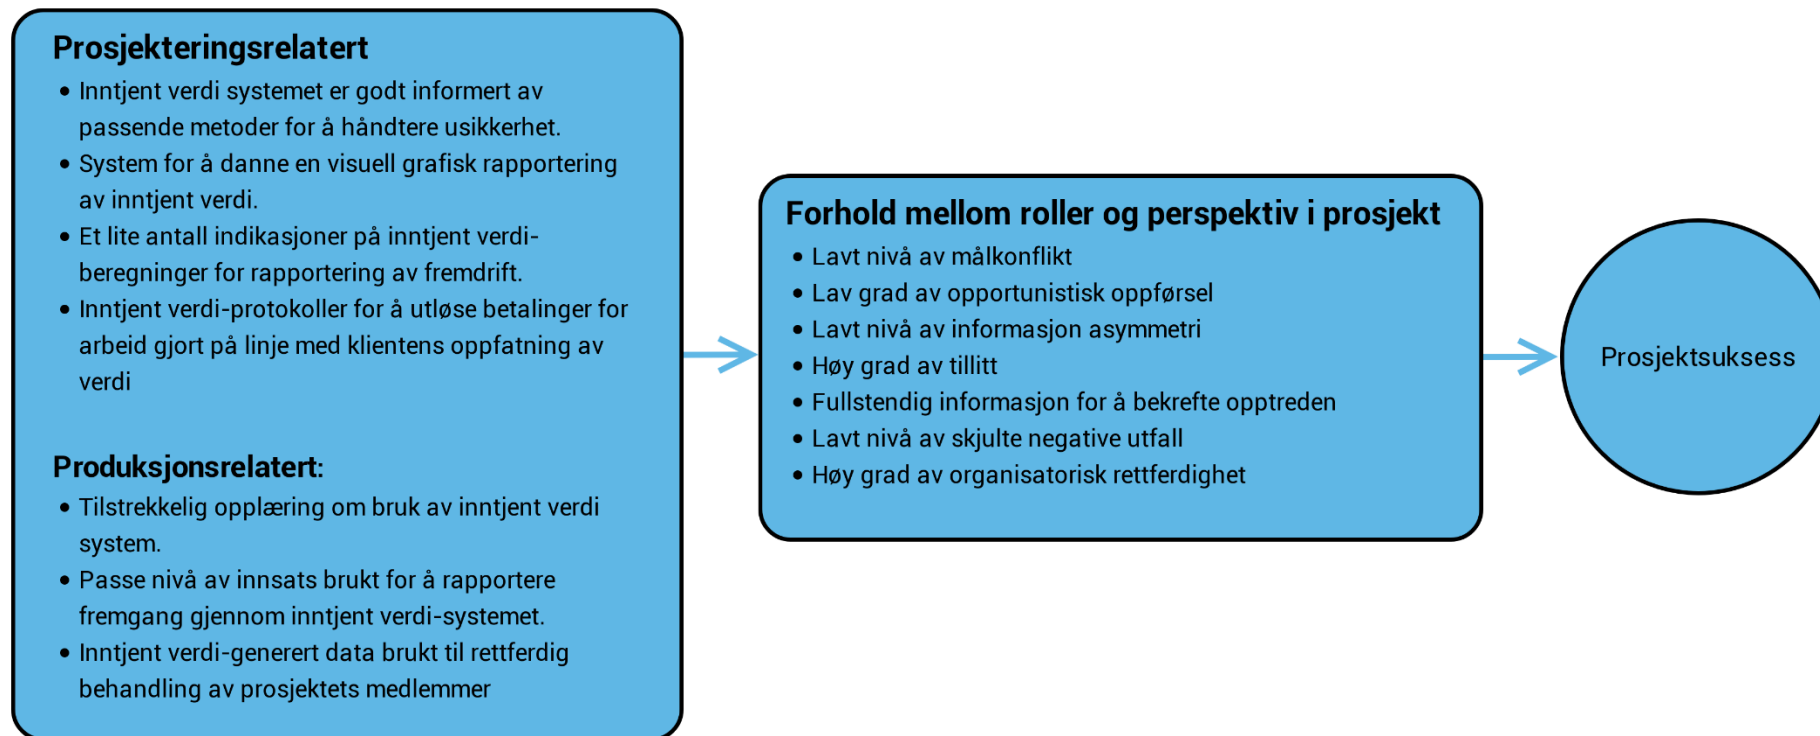 Prosjekteringsrelatert
• Inntjent verdi systemet er godt informert av
passende metoder for å håndtere usikkerhet.
• System for å danne en visuell grafisk rapportering
av inntjent verdi.
• Et lite antall indikasjoner på inntjent verdi-
beregninger for rapportering av fremdrift.
• Inntjent verdi-protokoller for å utløse betalinger for
arbeid gjort på linje med klientens oppfatning av
verdi
Produksjonsrelatert:
• Tilstrekkelig opplæring om bruk av inntjent verdi
system.
• Passe nivå av innsats brukt for å rapportere
fremgang gjennom inntjent verdi-systemet.
• Inntjent verdi-generert data brukt til rettferdig
behandling av prosjektets medlemmer
Forhold mellom roller og perspektiv i prosjekt
• Lavt nivå av målkonflikt
• Lav grad av opportunistisk oppførsel
• Lavt nivå av informasjon asymmetri
• Høy grad av tillitt
• Fullstendig informasjon for å bekrefte opptreden
• Lavt nivå av skjulte negative utfall
• Høy grad av organisatorisk rettferdighet
Prosjektsuksess